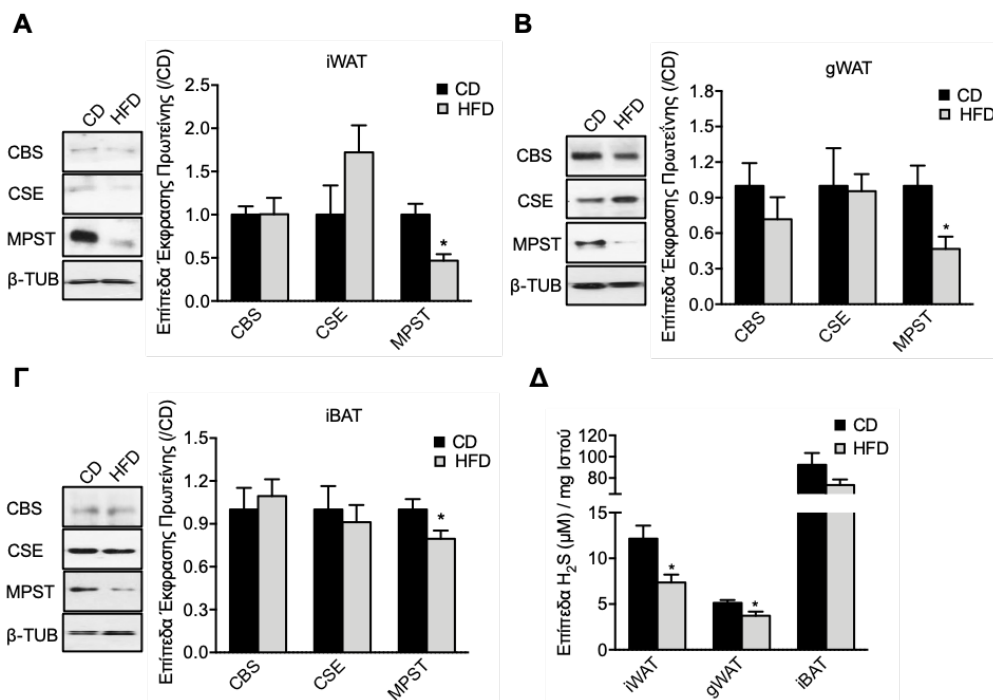 Α
iWAT
CD
HFD
CBS
CSE
MPST
β-TUB
Επίπεδα Έκφρασης Πρωτεΐνης (/CD)
2.5
2.0
1.5
1.0
0.5
0.0
CD
HFD
*
CBS
CSE
MPST
Β
gWAT
CD
HFD
CBS
CSE
MPST
β-TUB
Επίπεδα Έκφρασης Πρωτεΐνης (/CD)
1.8
1.5
1.2
0.9
0.6
0.3
0.0
CD
HFD
*
CBS
CSE
MPST
Γ
iBAT
CD
HFD
CBS
CSE
MPST
β-TUB
Επίπεδα Έκφρασης Πρωτεΐνης (/CD)
1.5
1.2
0.9
0.6
0.3
0.0
CD
HFD
*
CBS
CSE
MPST
Δ
Επίπεδα H₂S (μM) / mg Ιστού
120
100
80
15
10
5
0
CD
HFD
*
*
iWAT
gWAT
iBAT